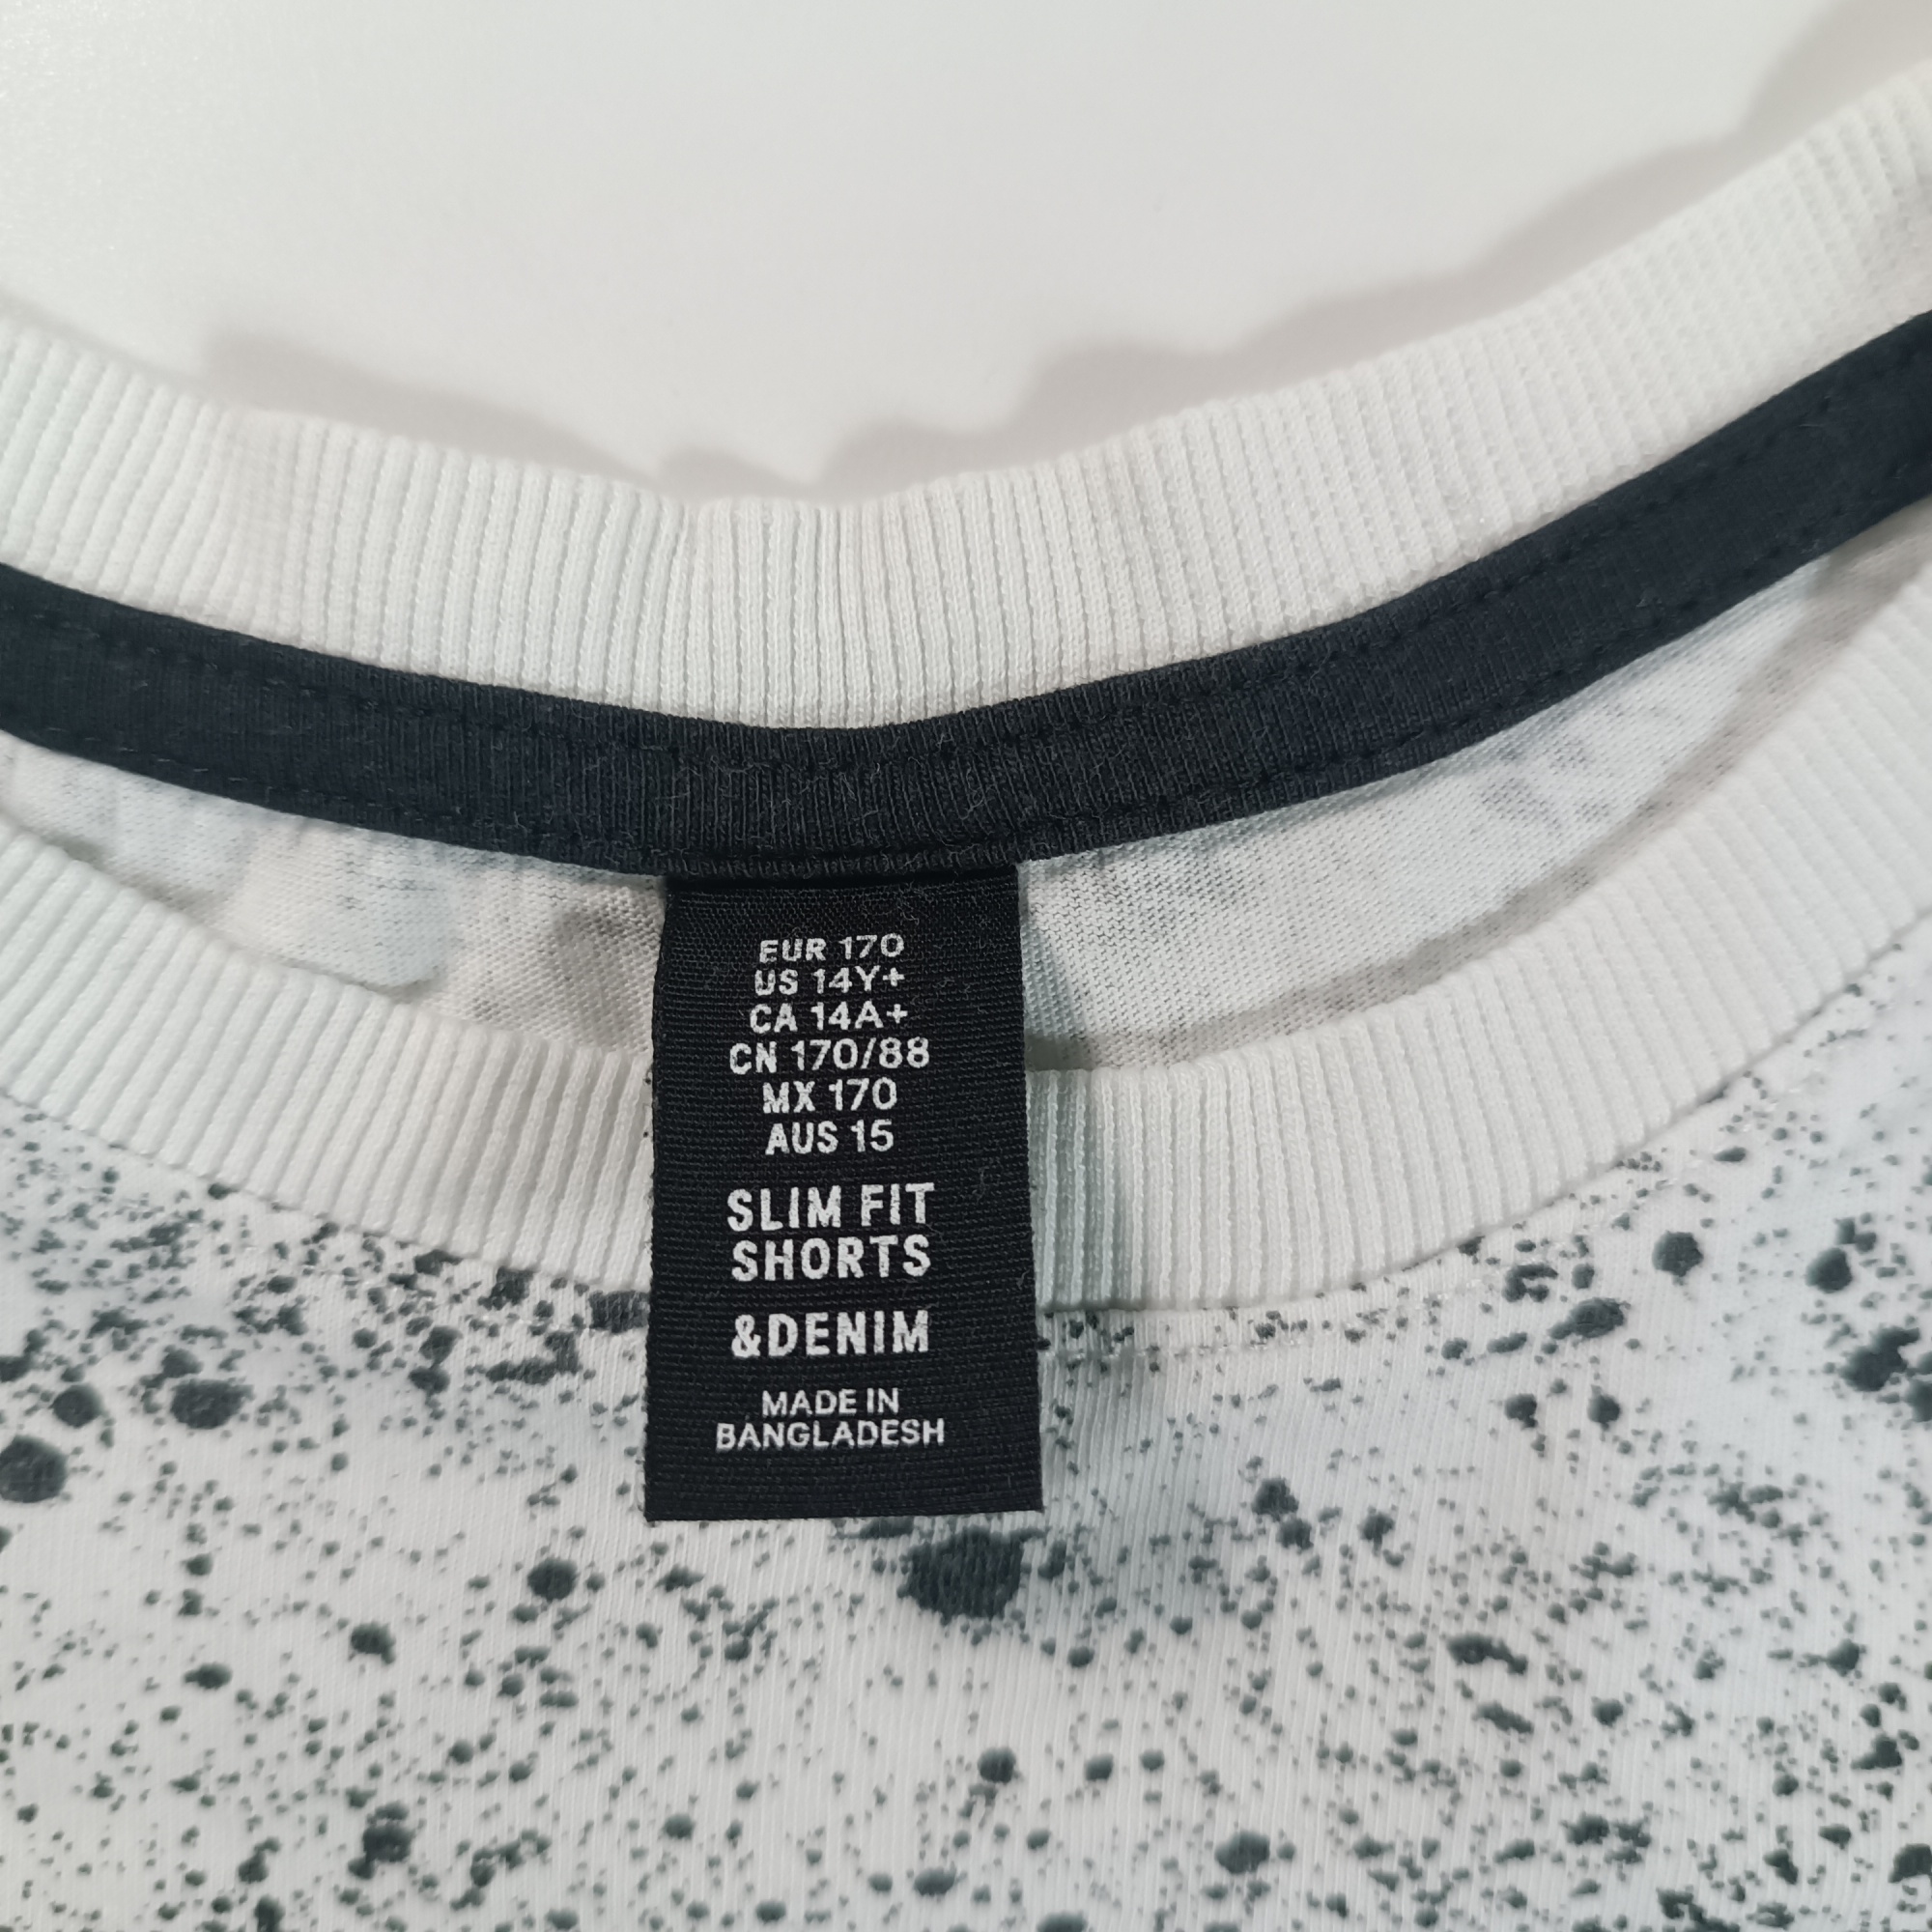 EUR 170
US 14Y+
CA 14A+
CN 170/88
MX 170
AUS 15
SLIM FIT
SHORTS
&DENIM
MADE IN
BANGLADESH